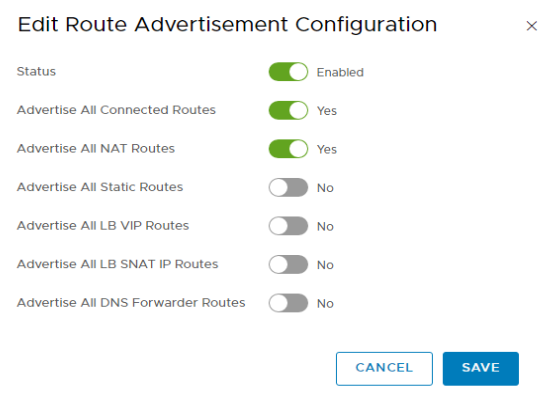 Edit Route Advertisement Configuration
Status Enabled
Advertise All Connected Routes Yes
Advertise All NAT Routes Yes
Advertise All Static Routes No
Advertise All LB VIP Routes No
Advertise All LB SNAT IP Routes No
Advertise All DNS Forwarder Routes No
CANCEL SAVE